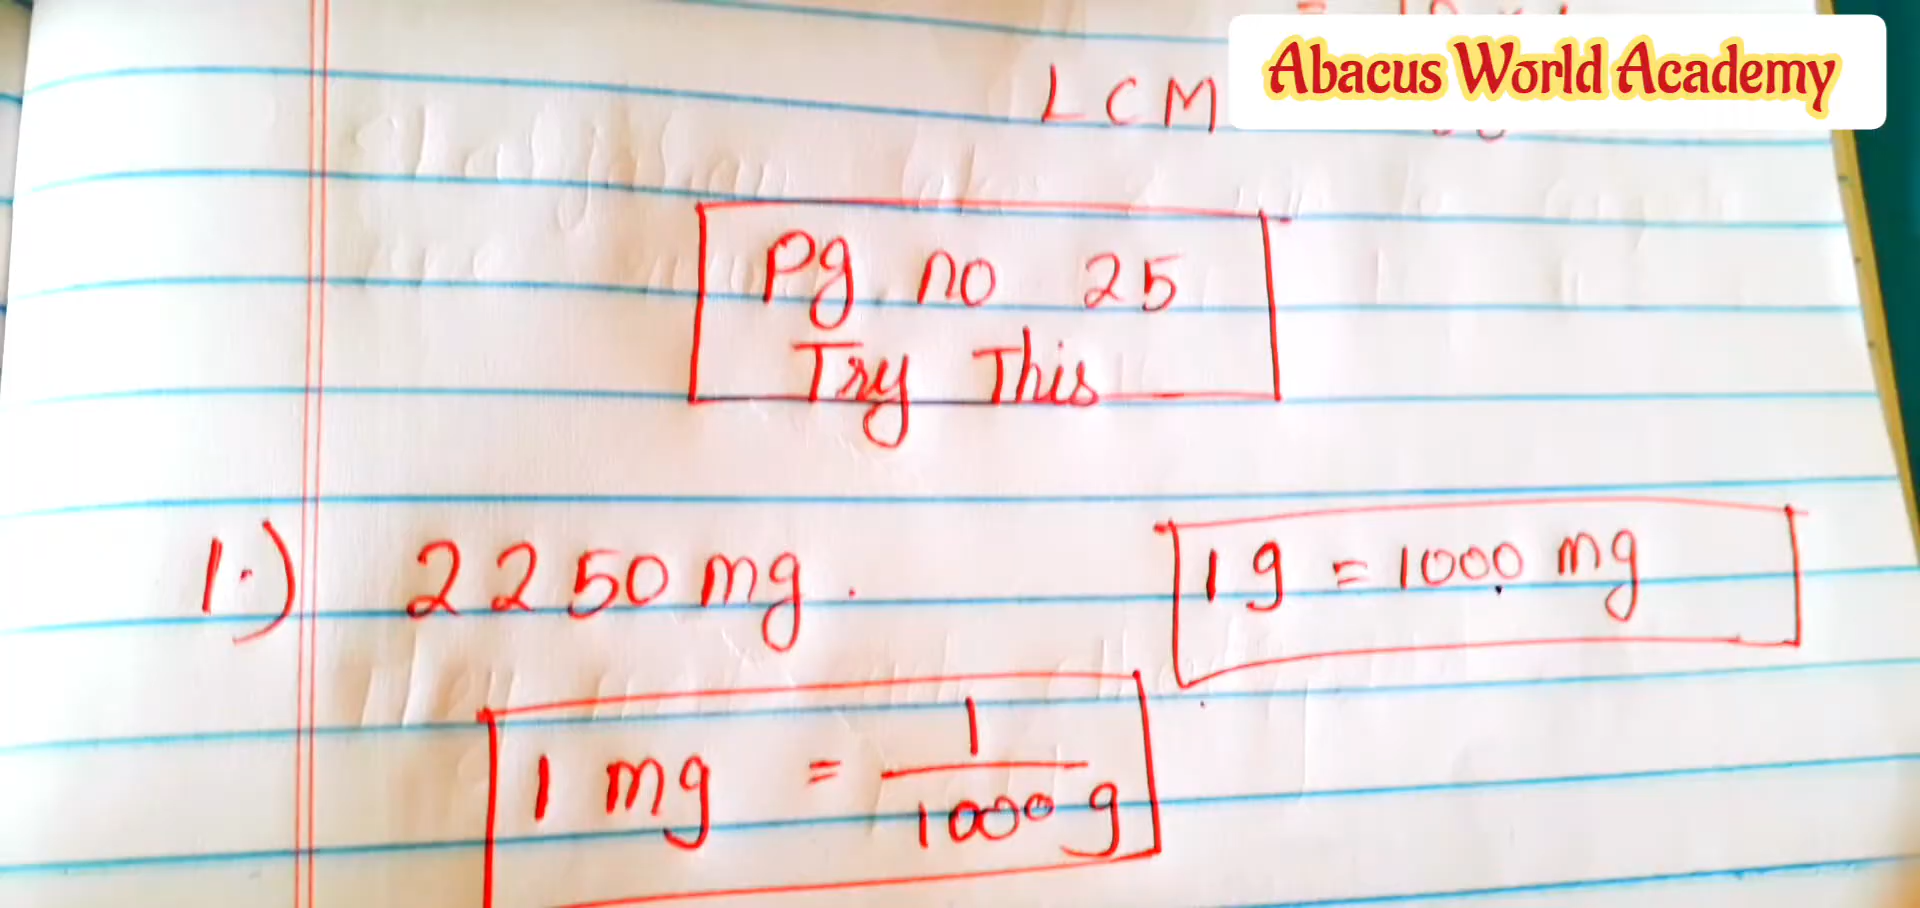 Abacus World Academy
LCM
Pg. no 25
Try This
1.) 2250 mg.
1 g = 1000 mg
1 mg = 1
1000 g